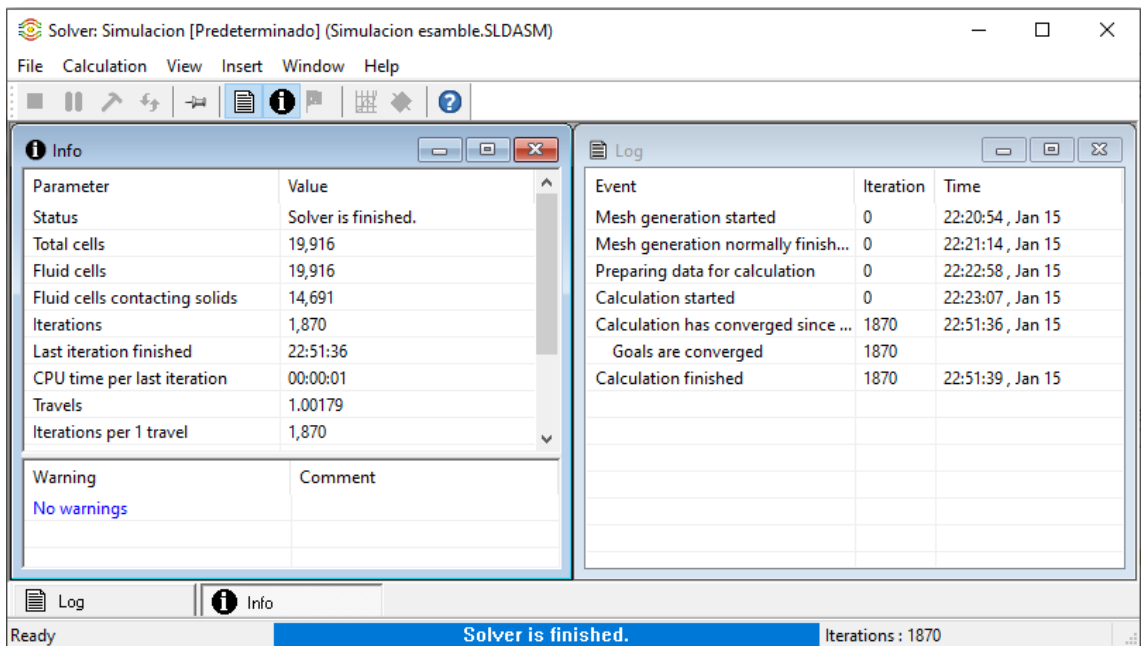 Solver: Simulacion [Predeterminado] (Simulacion esamble.SLDASM)
File Calculation View Insert Window Help
Info
Parameter Value
Status Solver is finished.
Total cells 19,916
Fluid cells 19,916
Fluid cells contacting solids 14,691
Iterations 1,870
Last iteration finished 22:51:36
CPU time per last iteration 00:00:01
Travels 1.00179
Iterations per 1 travel 1,870
Warning Comment
No warnings
Log
Event Iteration Time
Mesh generation started 0 22:20:54 , Jan 15
Mesh generation normally finish... 0 22:21:14 , Jan 15
Preparing data for calculation 0 22:22:58 , Jan 15
Calculation started 0 22:23:07 , Jan 15
Calculation has converged since ... 1870 22:51:36 , Jan 15
Goals are converged 1870
Calculation finished 1870 22:51:39 , Jan 15
Log Info
Ready Solver is finished. Iterations : 1870